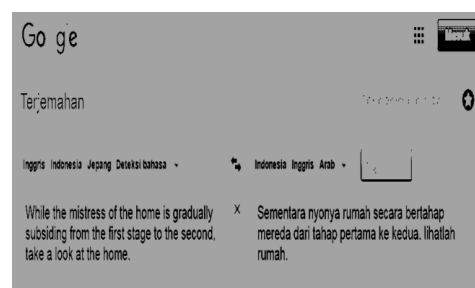 Go ge
Masuk
Terjemahan
Inggris Indonesia Jepang Deteksi bahasa
Indonesia Inggris Arab
While the mistress of the home is gradually
subsiding from the first stage to the second,
take a look at the home.
x
Sementara nyonya rumah secara bertahap
mereda dari tahap pertama ke kedua. lihatlah
rumah.